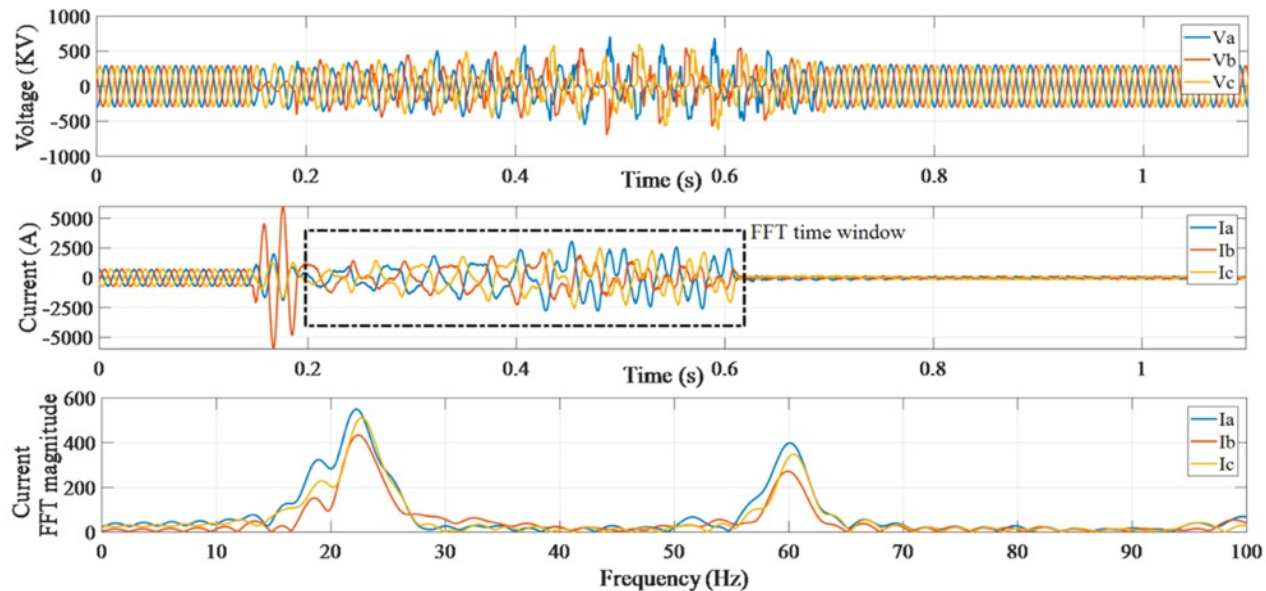 1000
500
0
-500
-1000
Voltage (KV)
Va
Vb
Vc
0
0.2
0.4
0.6
0.8
1
Time (s)
5000
2500
0
-2500
-5000
Current (A)
FFT time window
Ia
Ib
Ic
0
0.2
0.4
0.6
0.8
1
Time (s)
600
400
200
0
Current
FFT magnitude
Ia
Ib
Ic
0
10
20
30
40
50
60
70
80
90
100
Frequency (Hz)